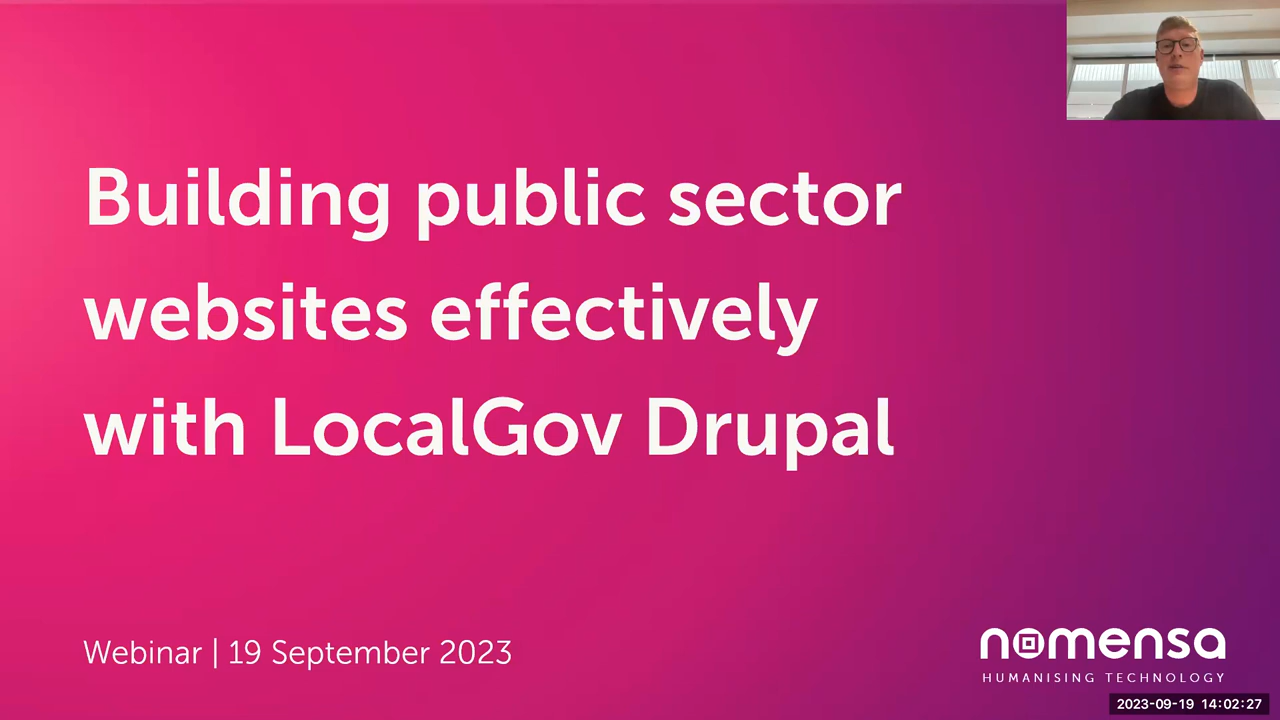 Building public sector
websites effectively
with LocalGov Drupal
Webinar | 19 September 2023
nomensa
HUMANISING TECHNOLOGY
2023-09-19 14:02:27